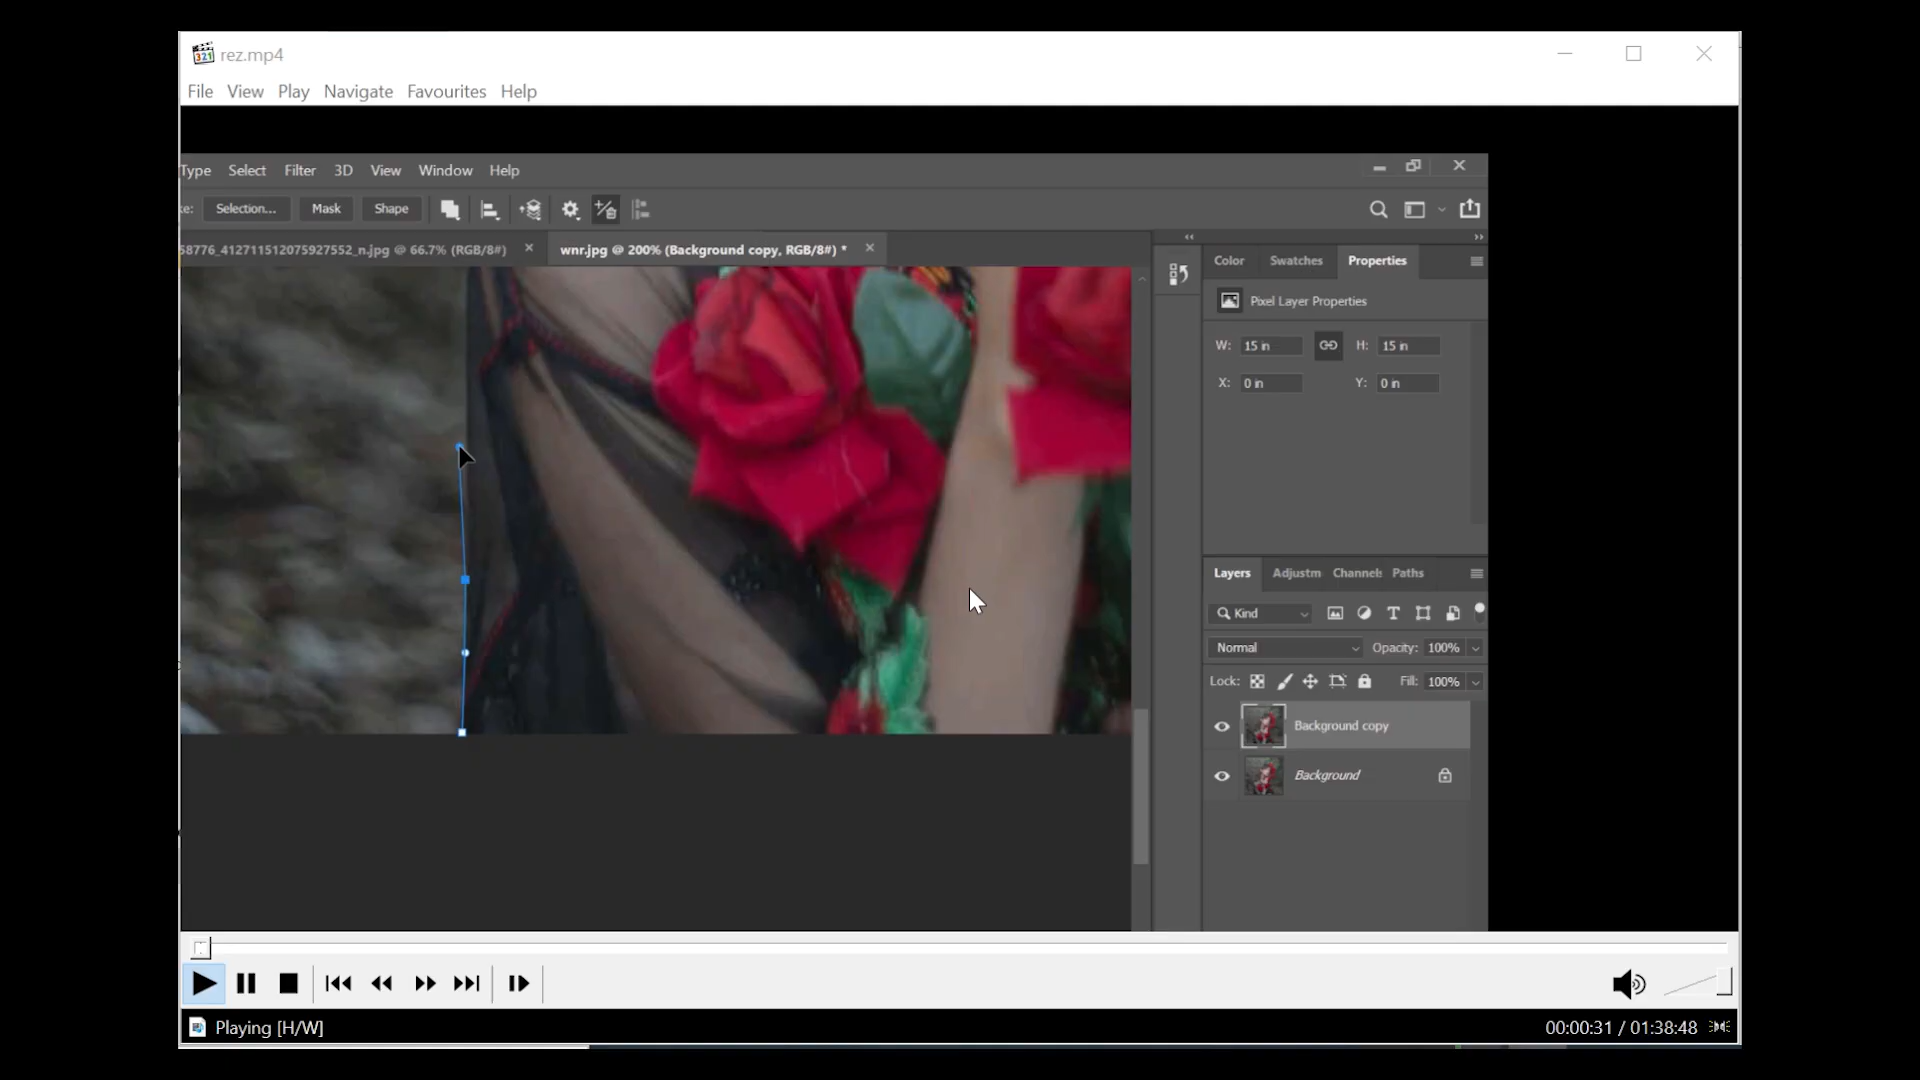 rez.mp4
File View Play Navigate Favourites Help
Type Select Filter 3D View Window Help
Selection... Mask Shape
58776_412711512075927552_n.jpg @ 66.7% (RGB/8#) × wnr.jpg @ 200% (Background copy, RGB/8#) * ×
Color Swatches Properties
Pixel Layer Properties
W: 15 in H: 15 in
X: 0 in Y: 0 in
Layers Adjustm Channels Paths
Kind
Normal Opacity: 100%
Lock: Fill: 100%
Background copy
Background
Playing [H/W] 00:00:31 / 01:38:48